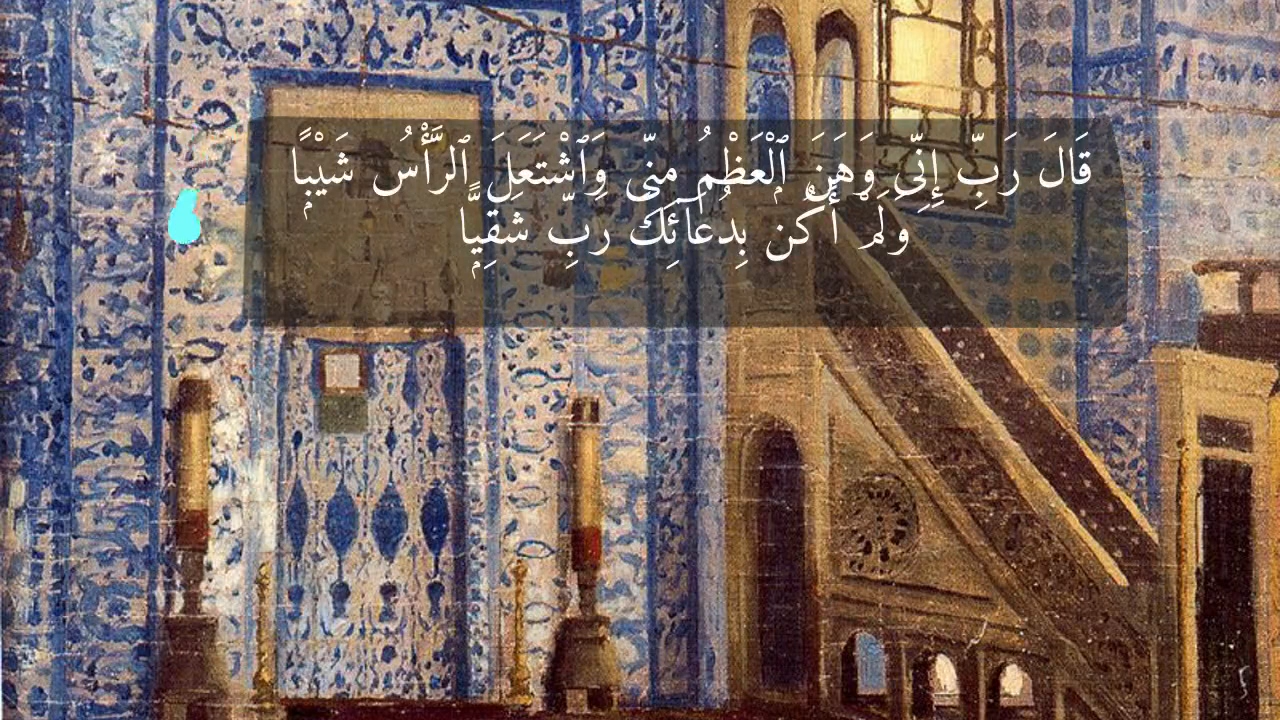 قَالَ رَبِّ إِنِّى وَهَنَ ٱلْعَظْمُ مِنِّى وَٱشْتَعَلَ ٱلرَّأْسُ شَيْبًۭا
وَلَمْ أَكُنۢ بِدُعَآئِكَ رَبِّ شَقِيًّۭا